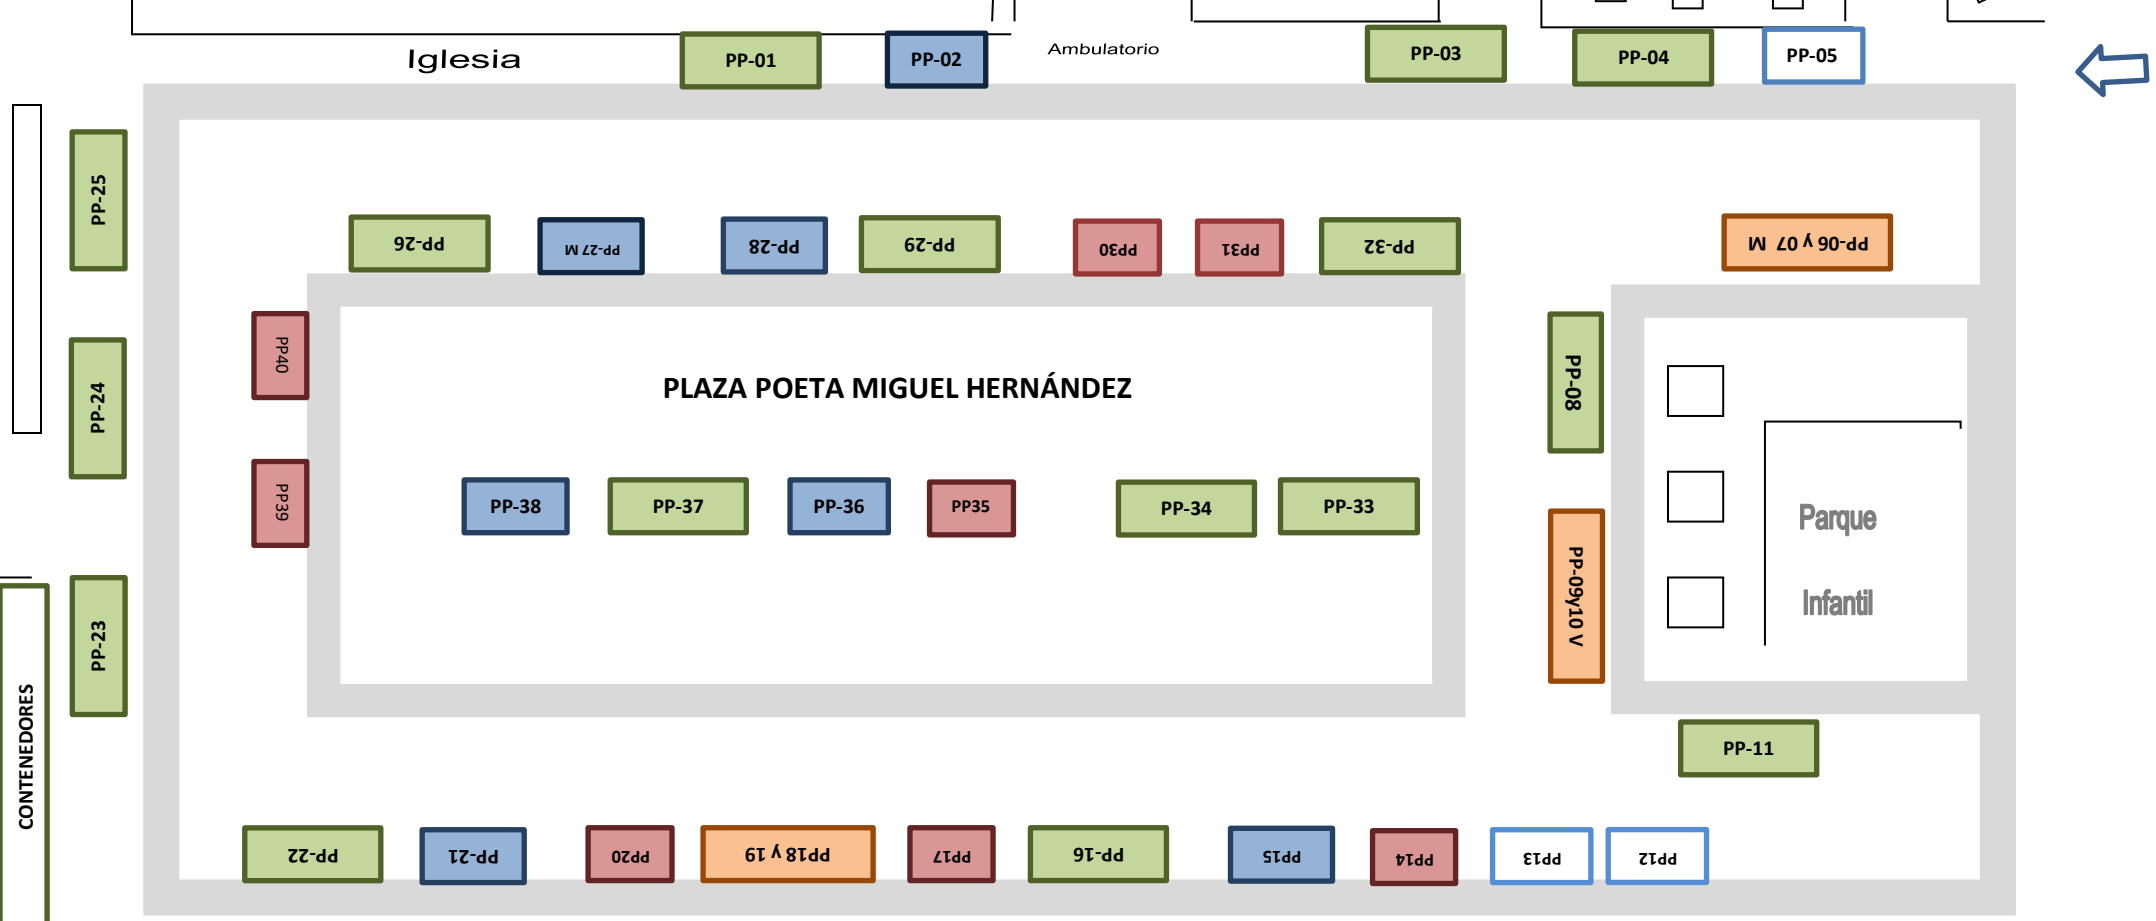 Iglesia
PP-01
PP-02
Ambulatorio
PP-03
PP-04
PP-05
PP-25
PP-26
PP-27 M
PP-28
PP-29
PP30
PP31
PP-32
PP-06 y 07 M
PP40
PLAZA POETA MIGUEL HERNÁNDEZ
PP-08
PP-24
PP39
PP-38
PP-37
PP-36
PP35
PP-34
PP-33
PP-09y10 V
Parque
Infantil
PP-23
CONTENEDORES
PP-11
PP-22
PP-21
PP20
PP18 y 19
PP17
PP-16
PP15
PP14
PP13
PP12